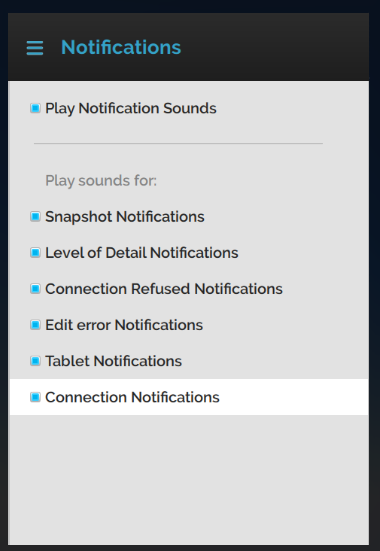 Notifications
Play Notification Sounds
Play sounds for:
Snapshot Notifications
Level of Detail Notifications
Connection Refused Notifications
Edit error Notifications
Tablet Notifications
Connection Notifications